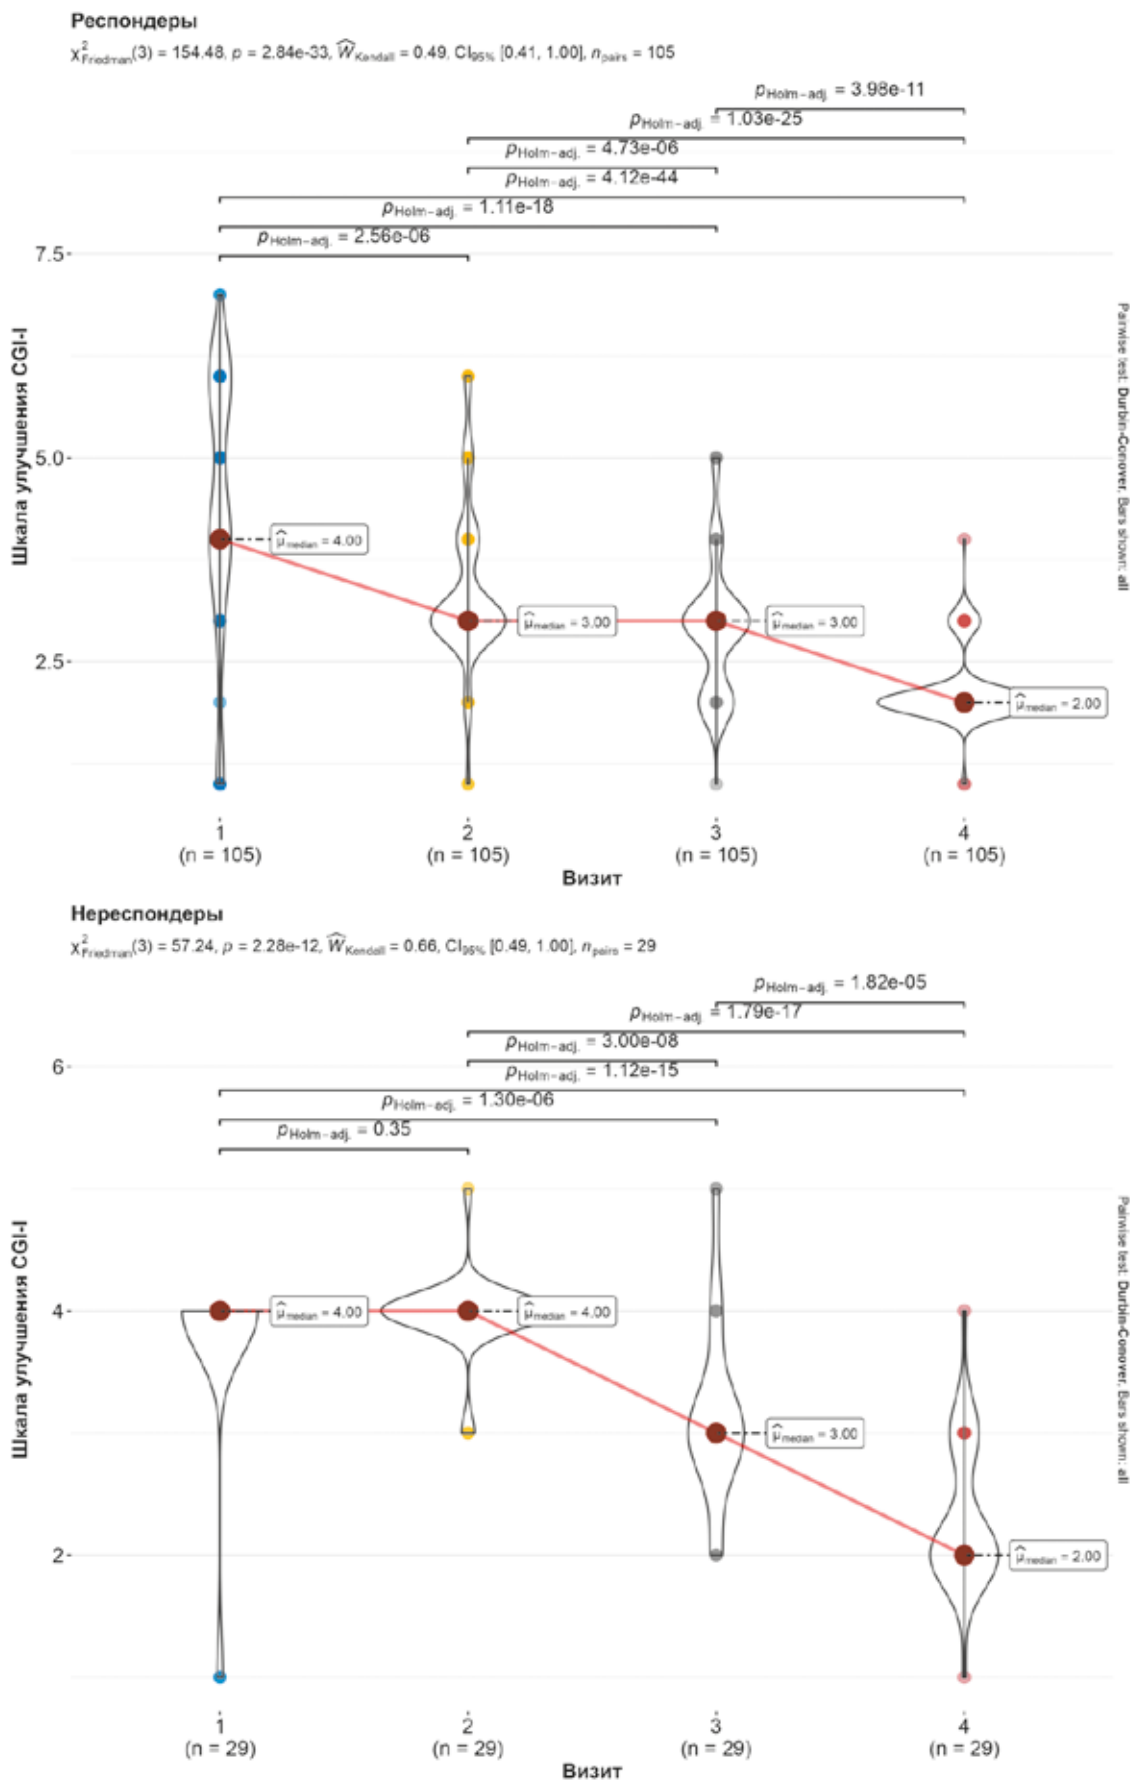 Респондеры
χ²Friedman(3) = 154.48, p = 2.84e-33, ŴKendall = 0.49, CI95% [0.41, 1.00], npairs = 105
pHolm-adj. = 3.98e-11
pHolm-adj. = 1.03e-25
pHolm-adj. = 4.73e-06
pHolm-adj. = 4.12e-44
pHolm-adj. = 1.11e-18
pHolm-adj. = 2.56e-06
7.5
5.0
2.5
Шкала улучшения CGI-I
μ̂median = 4.00
μ̂median = 3.00
μ̂median = 3.00
μ̂median = 2.00
Pairwise test: Durbin-Conover, Bars shown: all
1 2 3 4
(n = 105) (n = 105) (n = 105) (n = 105)
Визит
Нереспондеры
χ²Friedman(3) = 57.24, p = 2.28e-12, ŴKendall = 0.66, CI95% [0.49, 1.00], npairs = 29
pHolm-adj. = 1.82e-05
pHolm-adj. = 1.79e-17
pHolm-adj. = 3.00e-08
pHolm-adj. = 1.12e-15
pHolm-adj. = 1.30e-06
pHolm-adj. = 0.35
6
4
2
Шкала улучшения CGI-I
μ̂median = 4.00
μ̂median = 4.00
μ̂median = 3.00
μ̂median = 2.00
Pairwise test: Durbin-Conover, Bars shown: all
1 2 3 4
(n = 29) (n = 29) (n = 29) (n = 29)
Визит